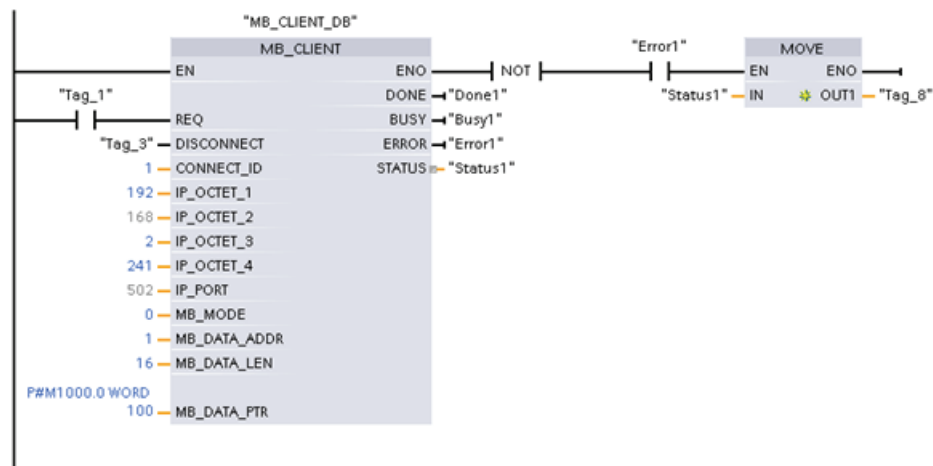 "MB_CLIENT_DB"
MB_CLIENT
"Error1"
MOVE
EN ENO
NOT
EN ENO
"Tag_1"
DONE "Done1"
"Status1" IN OUT1 "Tag_8"
REQ BUSY "Busy1"
"Tag_3" DISCONNECT ERROR "Error1"
1 CONNECT_ID STATUS "Status1"
192 IP_OCTET_1
168 IP_OCTET_2
2 IP_OCTET_3
241 IP_OCTET_4
502 IP_PORT
0 MB_MODE
1 MB_DATA_ADDR
16 MB_DATA_LEN
P#M1000.0 WORD
100 MB_DATA_PTR